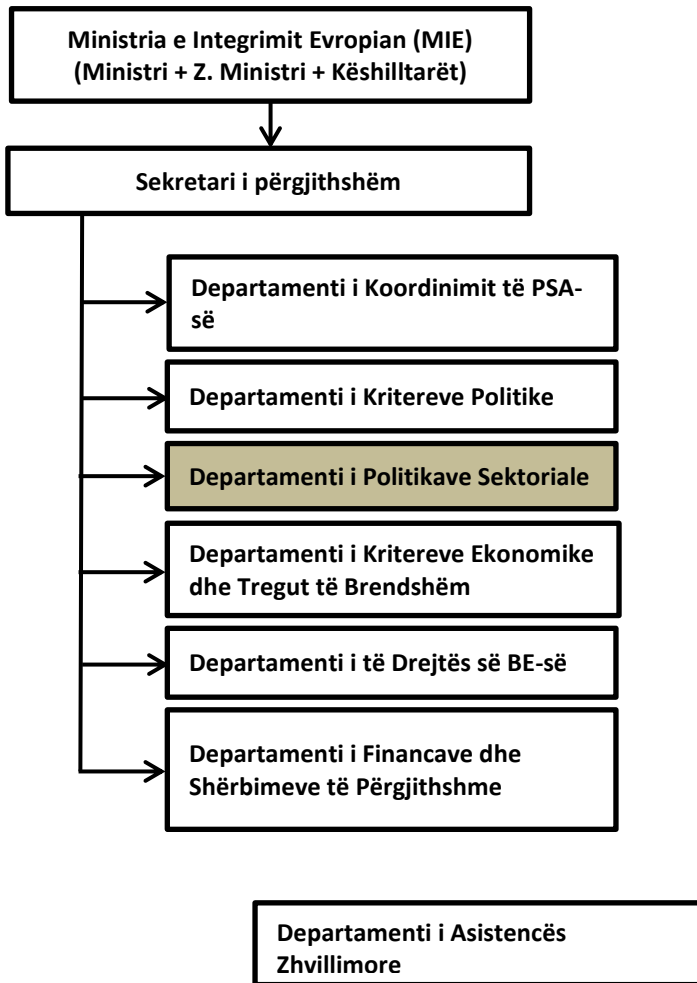 Ministria e Integrimit Evropian (MIE)
(Ministri + Z. Ministri + Këshilltarët)
Sekretari i përgjithshëm
Departamenti i Koordinimit të PSA-
së
Departamenti i Kritereve Politike
Departamenti i Politikave Sektoriale
Departamenti i Kritereve Ekonomike
dhe Tregut të Brendshëm
Departamenti i të Drejtës së BE-së
Departamenti i Financave dhe
Shërbimeve të Përgjithshme
Departamenti i Asistencës
Zhvillimore